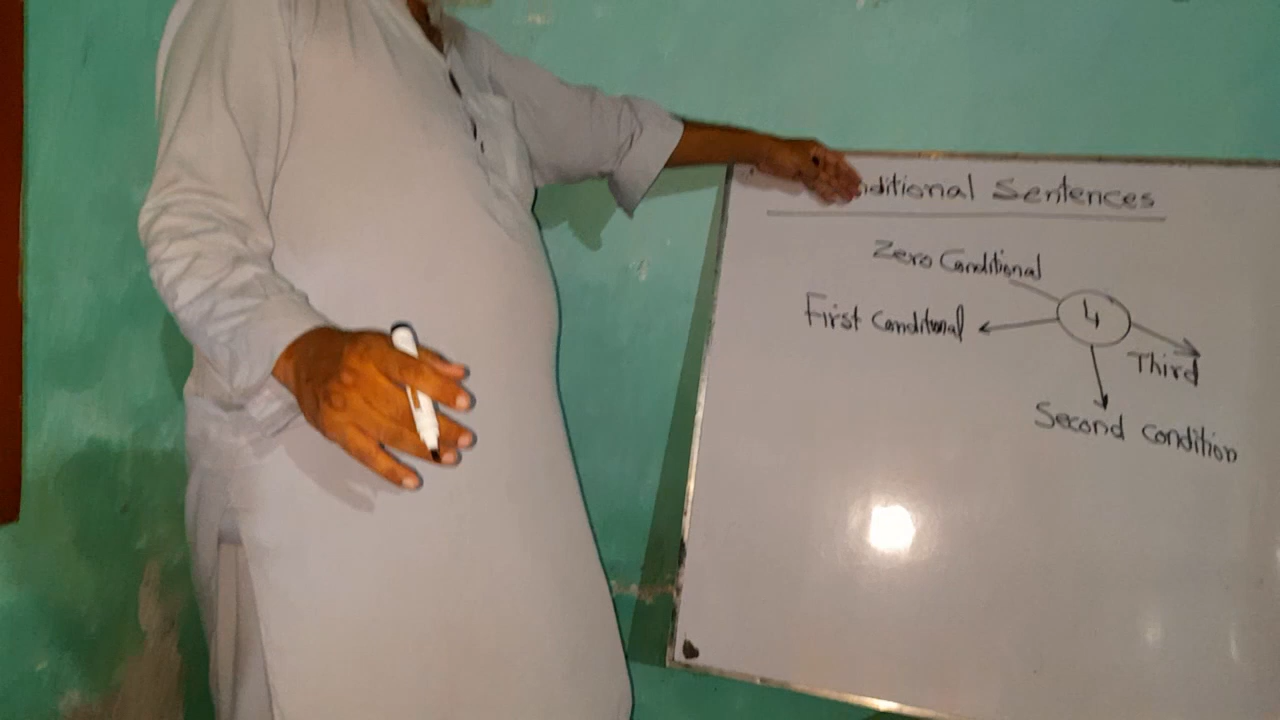 nditional Sentences
Zero Conditional
First Conditional
4
Third
Second condition